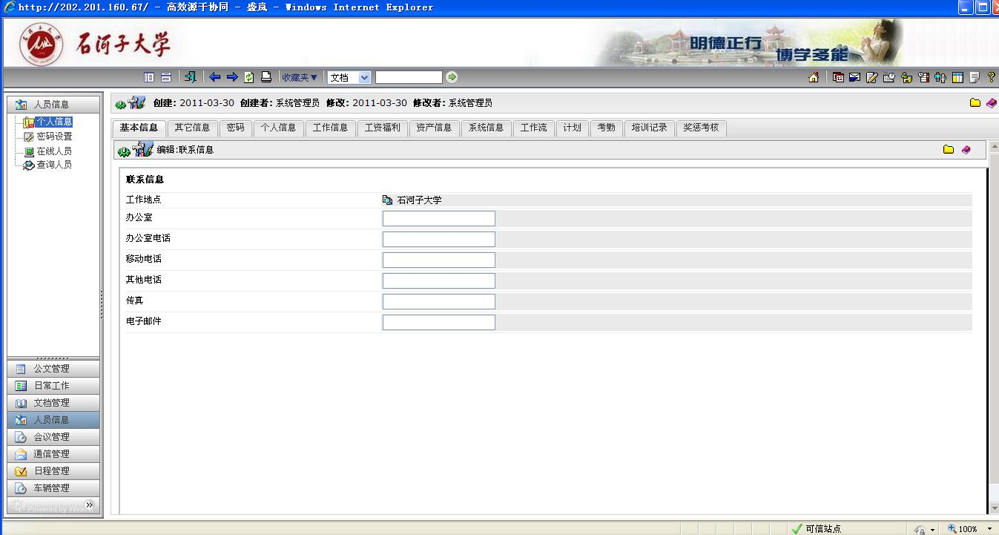 http://202.201.160.67/ - 高效源于协同 - 盛岚 - Windows Internet Explorer
石河子大学
明德正行
博学多能
收藏夹▼ 文档
人员信息
个人信息
密码设置
在线人员
查询人员
公文管理
日常工作
文档管理
人员信息
会议管理
通信管理
日程管理
车辆管理
Powered by
创建: 2011-03-30 创建者: 系统管理员 修改: 2011-03-30 修改者: 系统管理员
基本信息 其它信息 密码 个人信息 工作信息 工资福利 资产信息 系统信息 工作流 计划 考勤 培训记录 奖惩考核
编辑:联系信息
联系信息
工作地点 石河子大学
办公室
办公室电话
移动电话
其他电话
传真
电子邮件
可信站点 100%